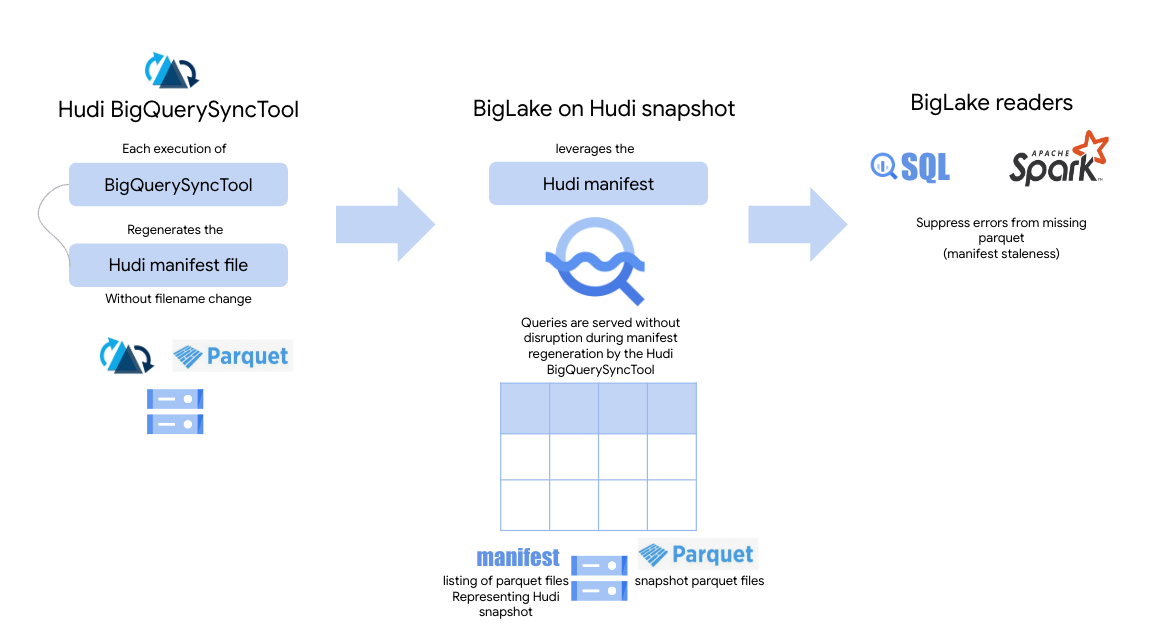 Hudi BigQuerySyncTool
Each execution of
BigQuerySyncTool
Regenerates the
Hudi manifest file
Without filename change
Parquet
BigLake on Hudi snapshot
leverages the
Hudi manifest
Queries are served without
disruption during manifest
regeneration by the Hudi
BigQuerySyncTool
manifest
listing of parquet files
Representing Hudi
snapshot
Parquet
snapshot parquet files
BigLake readers
SQL
APACHE
Spark™
Suppress errors from missing
parquet
(manifest staleness)